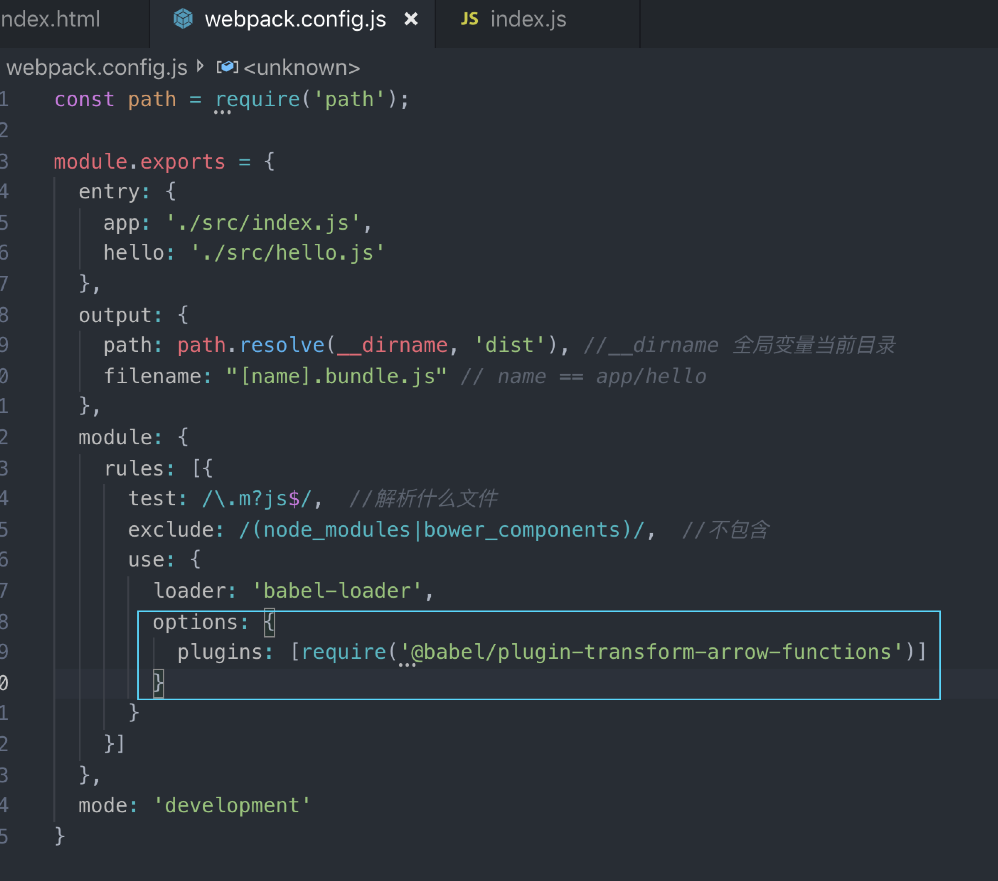 ndex.html webpack.config.js × JS index.js
webpack.config.js <unknown>
1 const path = require('path');
2
3 module.exports = {
4 entry: {
5 app: './src/index.js',
6 hello: './src/hello.js'
7 },
8 output: {
9 path: path.resolve(__dirname, 'dist'), //__dirname 全局变量当前目录
0 filename: "[name].bundle.js" // name == app/hello
1 },
2 module: {
3 rules: [{
4 test: /\.m?js$/, //解析什么文件
5 exclude: /(node_modules|bower_components)/, //不包含
6 use: {
7 loader: 'babel-loader',
8 options: {
9 plugins: [require('@babel/plugin-transform-arrow-functions')]
0 }
1 }
2 }]
3 },
4 mode: 'development'
5 }